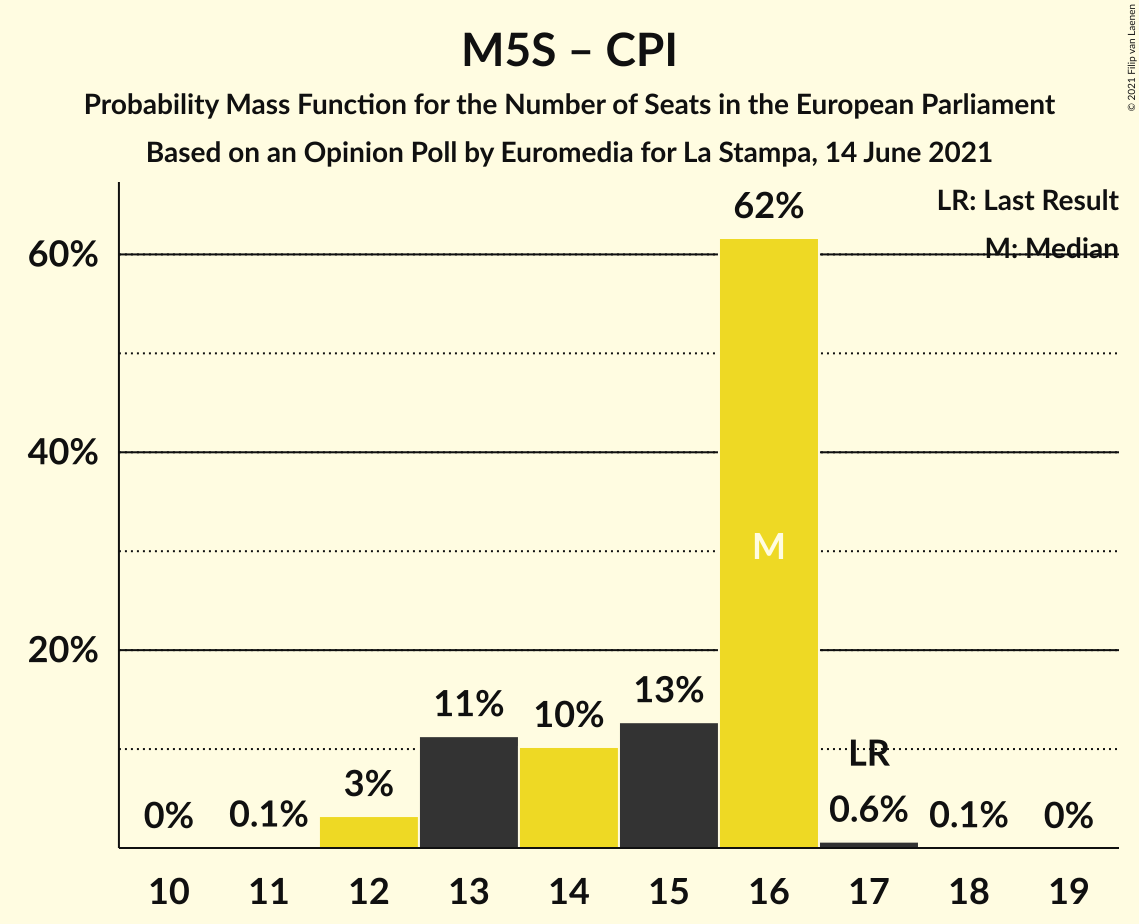 M5S – CPI
Probability Mass Function for the Number of Seats in the European Parliament
Based on an Opinion Poll by Euromedia for La Stampa, 14 June 2021
© 2021 Filip van Laenen
LR: Last Result
M: Median
60%
40%
20%
0%
0.1%
3%
11%
10%
13%
62%
M
LR
0.6%
0.1%
0%
10 11 12 13 14 15 16 17 18 19